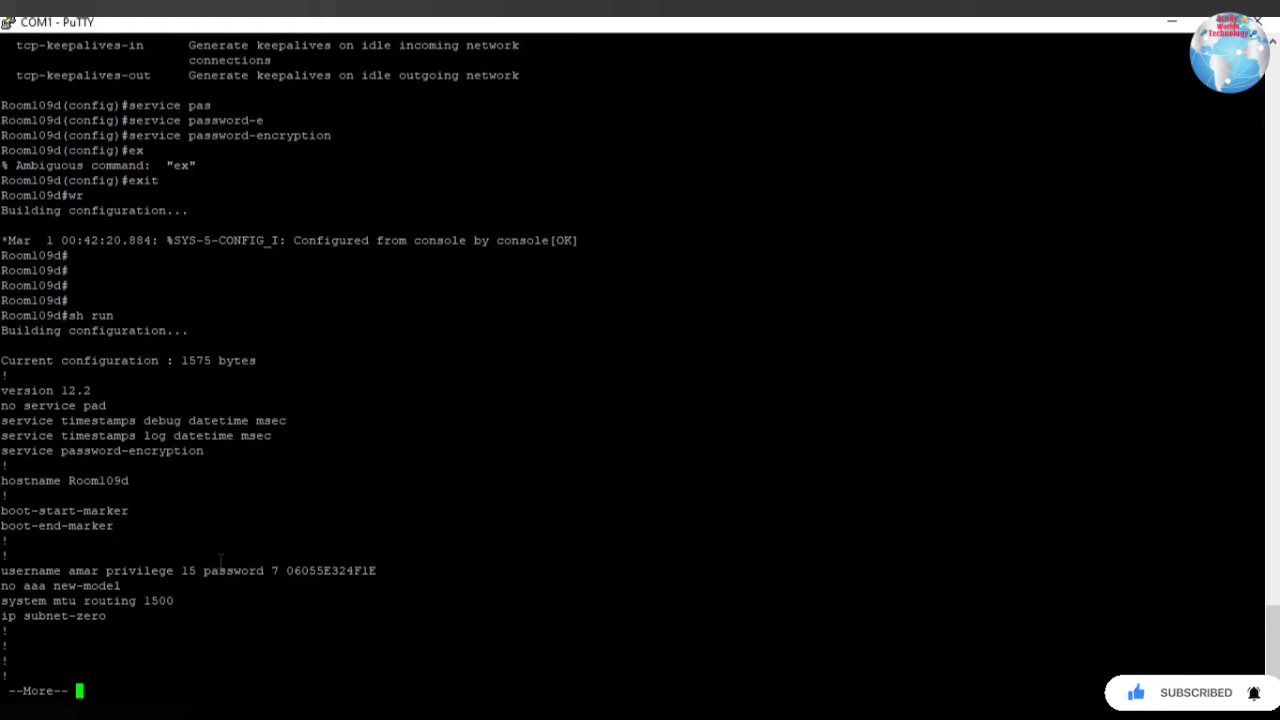 COM1 - PuTTY
tcp-keepalives-in Generate keepalives on idle incoming network
connections
tcp-keepalives-out Generate keepalives on idle outgoing network
Room109d(config)#service pas
Room109d(config)#service password-e
Room109d(config)#service password-encryption
Room109d(config)#ex
% Ambiguous command: "ex"
Room109d(config)#exit
Room109d#wr
Building configuration...
*Mar 1 00:42:20.884: %SYS-5-CONFIG_I: Configured from console by console[OK]
Room109d#
Room109d#
Room109d#
Room109d#
Room109d#sh run
Building configuration...
Current configuration : 1575 bytes
!
version 12.2
no service pad
service timestamps debug datetime msec
service timestamps log datetime msec
service password-encryption
!
hostname Room109d
!
boot-start-marker
boot-end-marker
!
!
username amar privilege 15 password 7 06055E324F1E
no aaa new-model
system mtu routing 1500
ip subnet-zero
!
!
!
!
--More--
Study
Worlds
Technology
SUBSCRIBED